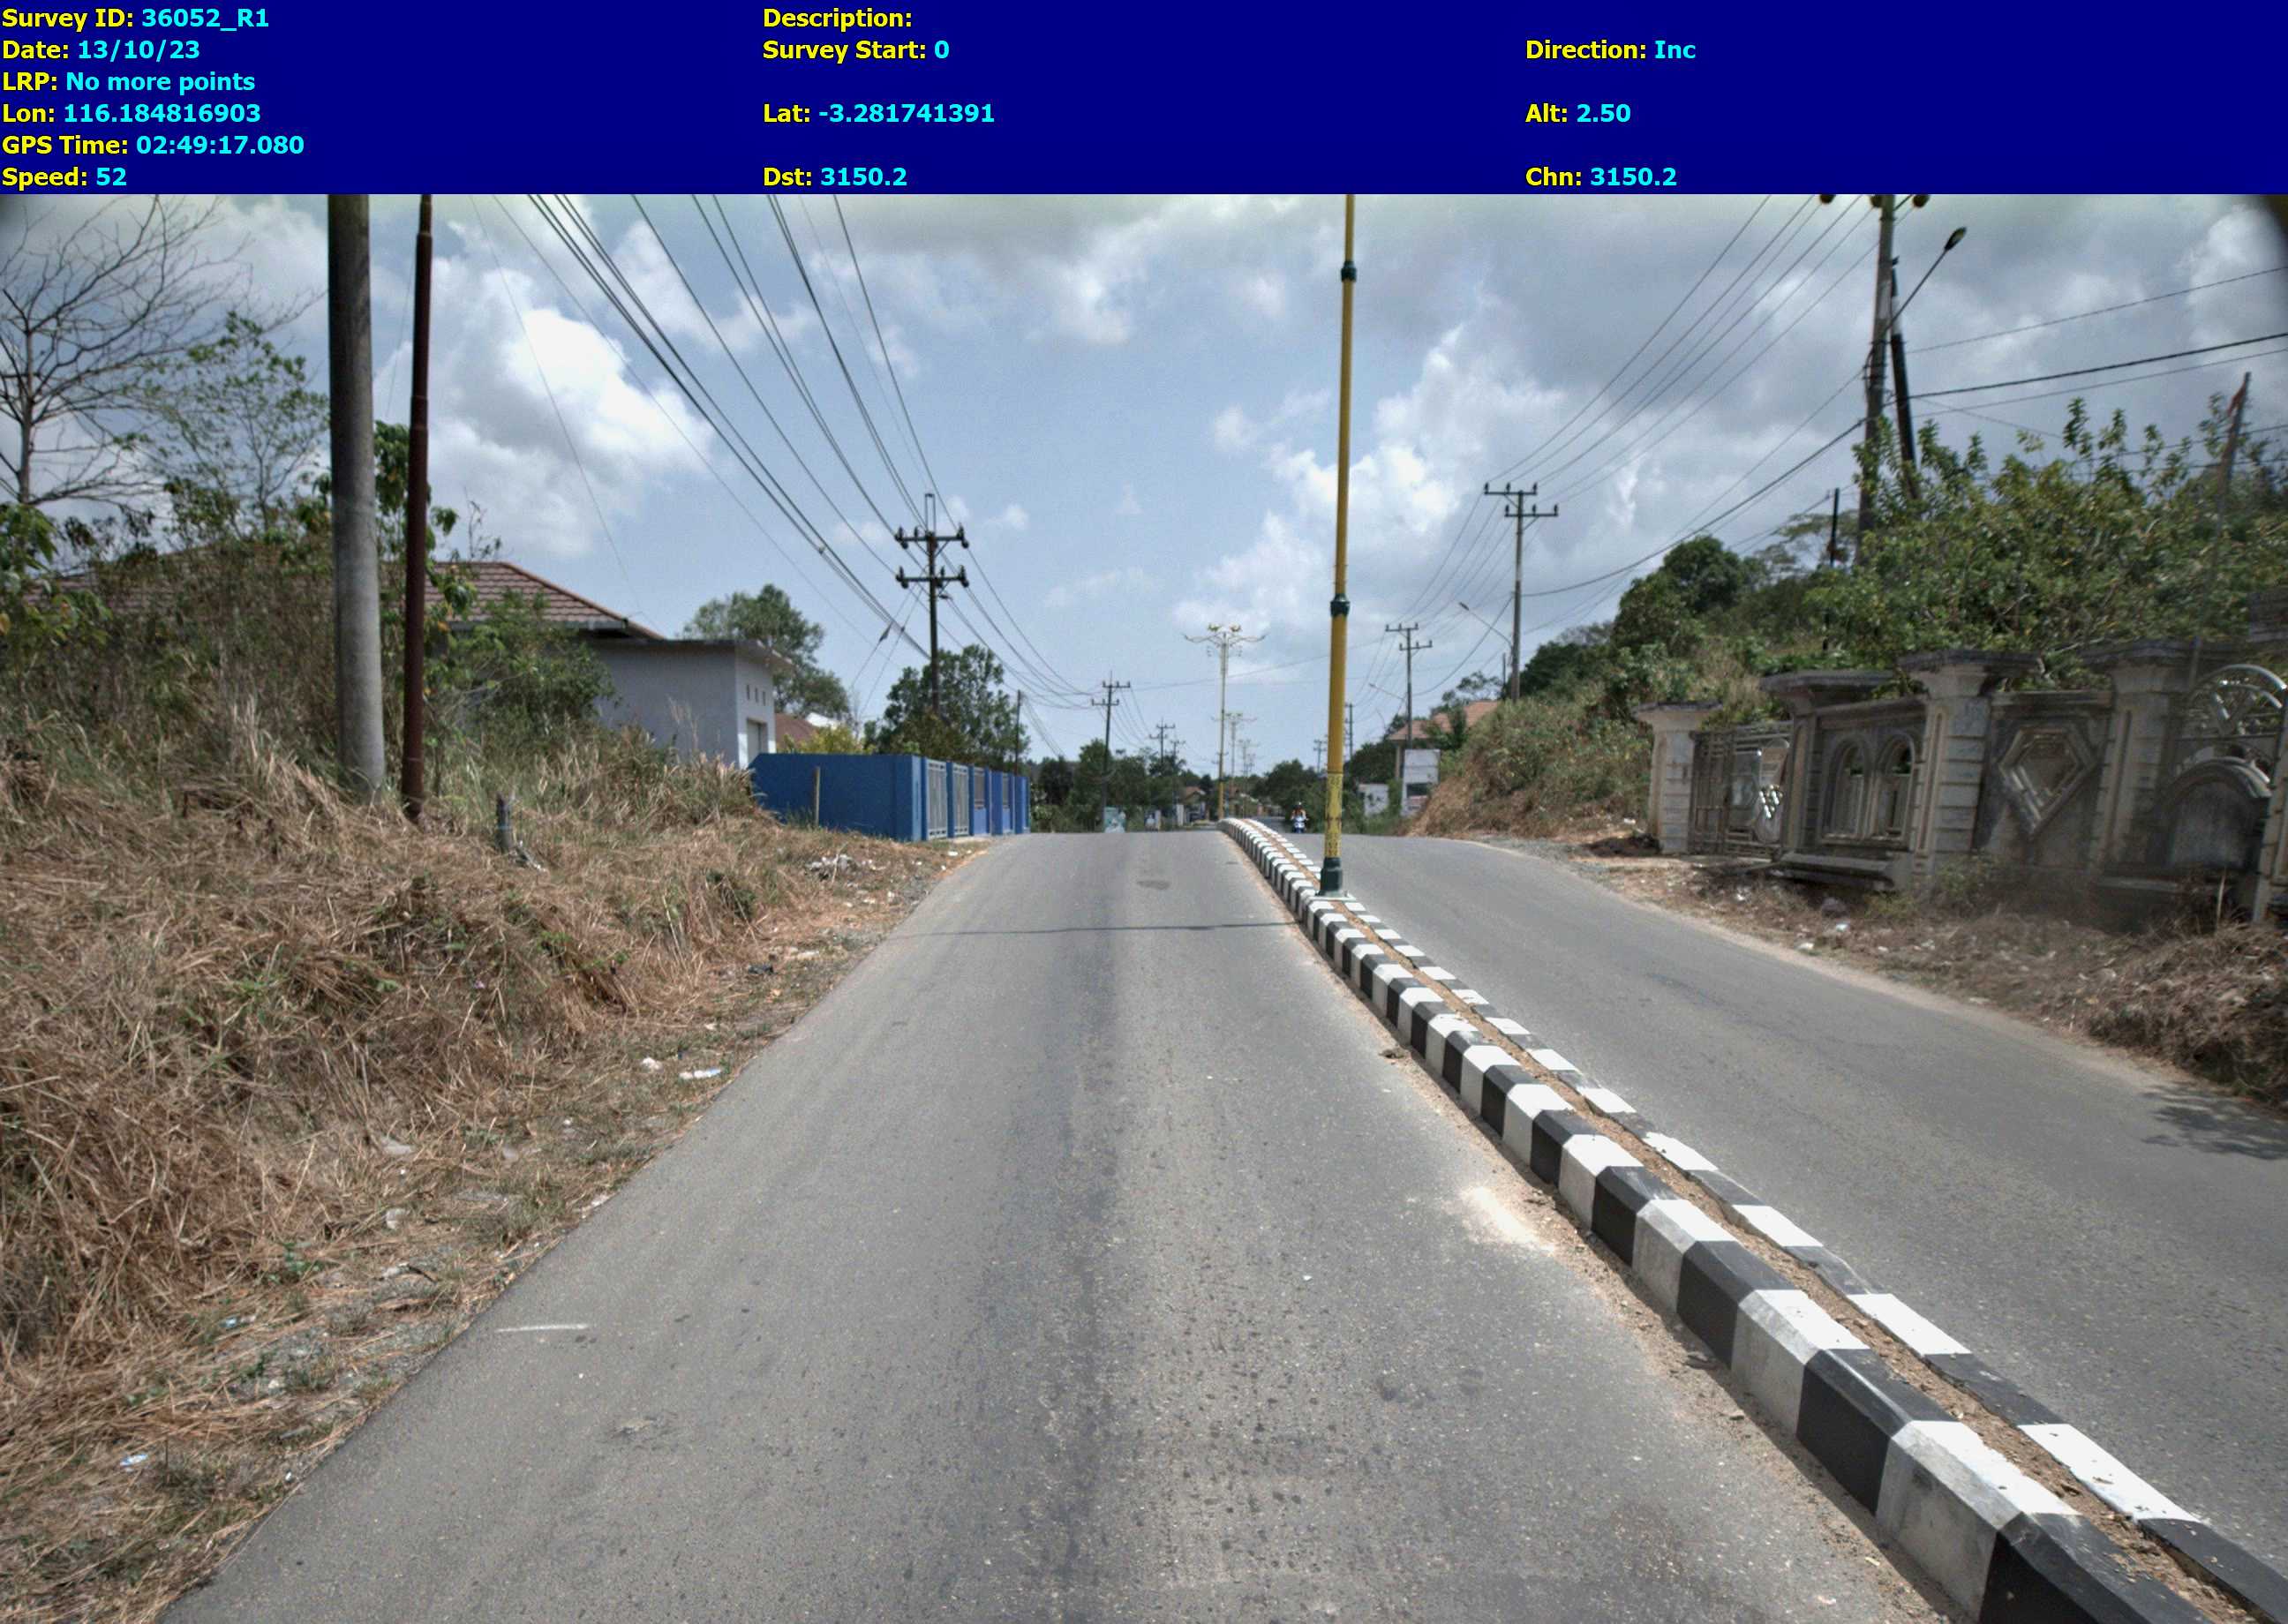 Survey ID: 36052_R1
Description:
Date: 13/10/23
Survey Start: 0
Direction: Inc
LRP: No more points
Lon: 116.184816903
Lat: -3.281741391
Alt: 2.50
GPS Time: 02:49:17.080
Speed: 52
Dst: 3150.2
Chn: 3150.2